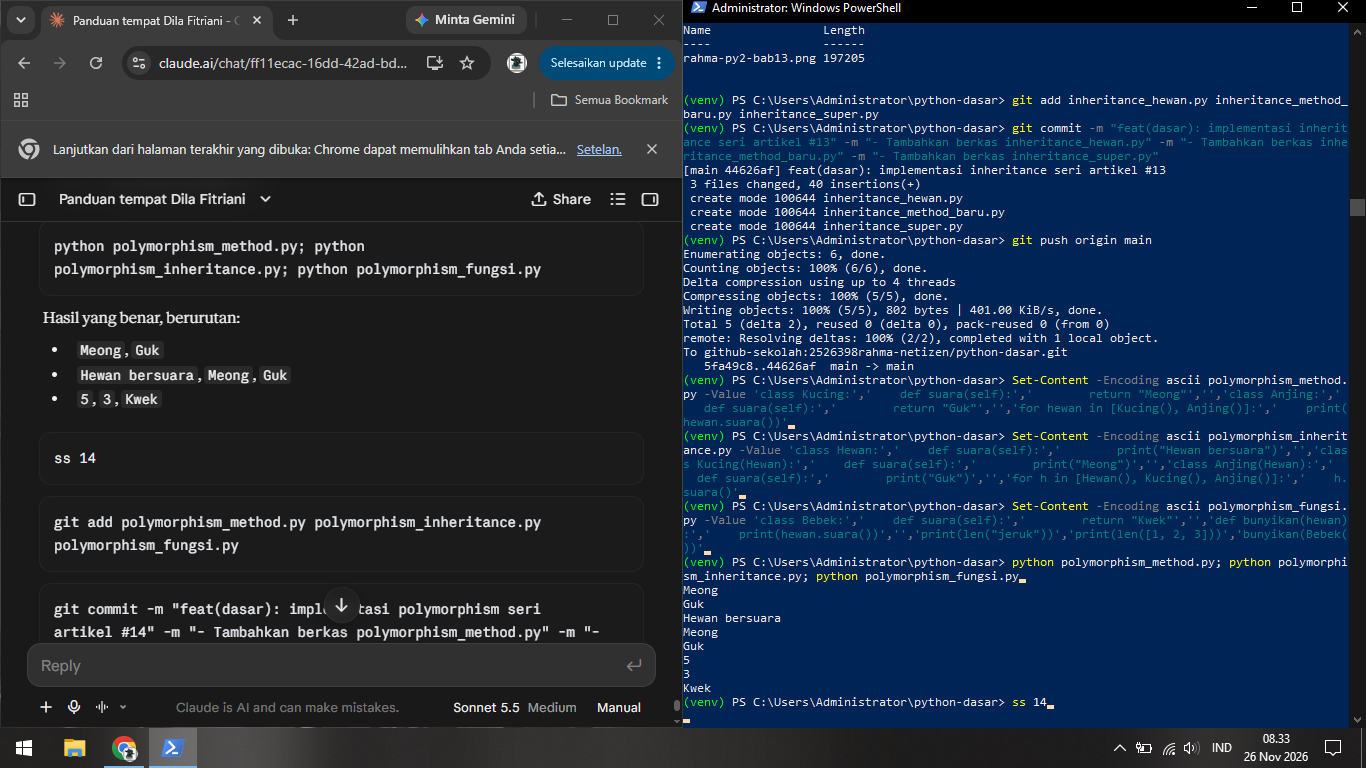 Panduan tempat Dila Fitriani - C
Minta Gemini
claude.ai/chat/ff11ecac-16dd-42ad-bd...
Selesaikan update
Semua Bookmark
Lanjutkan dari halaman terakhir yang dibuka: Chrome dapat memulihkan tab Anda setia...
Setelan.
Panduan tempat Dila Fitriani
Share
python polymorphism_method.py; python
polymorphism_inheritance.py; python polymorphism_fungsi.py
Hasil yang benar, berurutan:
• Meong, Guk
• Hewan bersuara, Meong, Guk
• 5, 3, Kwek
ss 14
git add polymorphism_method.py polymorphism_inheritance.py
polymorphism_fungsi.py
git commit -m "feat(dasar): impl tasi polymorphism seri
artikel #14" -m "- Tambahkan berkas polymorphism_method.py" -m "-
Reply
Claude is AI and can make mistakes.
Sonnet 5.5 Medium
Manual
Administrator: Windows PowerShell
Name                    Length
----                    ------
rahma-py2-bab13.png 197205
(venv) PS C:\Users\Administrator\python-dasar> git add inheritance_hewan.py inheritance_method_
baru.py inheritance_super.py
(venv) PS C:\Users\Administrator\python-dasar> git commit -m "feat(dasar): implementasi inherit
ance seri artikel #13" -m "- Tambahkan berkas inheritance_hewan.py" -m "- Tambahkan berkas inhe
ritance_method_baru.py" -m "- Tambahkan berkas inheritance_super.py"
[main 44626af] feat(dasar): implementasi inheritance seri artikel #13
 3 files changed, 40 insertions(+)
 create mode 100644 inheritance_hewan.py
 create mode 100644 inheritance_method_baru.py
 create mode 100644 inheritance_super.py
(venv) PS C:\Users\Administrator\python-dasar> git push origin main
Enumerating objects: 6, done.
Counting objects: 100% (6/6), done.
Delta compression using up to 4 threads
Compressing objects: 100% (5/5), done.
Writing objects: 100% (5/5), 802 bytes | 401.00 KiB/s, done.
Total 5 (delta 2), reused 0 (delta 0), pack-reused 0 (from 0)
remote: Resolving deltas: 100% (2/2), completed with 1 local object.
To github-sekolah:2526398rahma-netizen/python-dasar.git
   5fa49c8..44626af  main -> main
(venv) PS C:\Users\Administrator\python-dasar> Set-Content -Encoding ascii polymorphism_method.
py -Value 'class Kucing:','    def suara(self):','        return "Meong"','','class Anjing:','
   def suara(self):','        return "Guk"','','for hewan in [Kucing(), Anjing()]:','    print(
hewan.suara())'
(venv) PS C:\Users\Administrator\python-dasar> Set-Content -Encoding ascii polymorphism_inherit
ance.py -Value 'class Hewan:','    def suara(self):','        print("Hewan bersuara")','','clas
s Kucing(Hewan):','    def suara(self):','        print("Meong")','','class Anjing(Hewan):','
  def suara(self):','        print("Guk")','','for h in [Hewan(), Kucing(), Anjing()]:','    h.
suara()'
(venv) PS C:\Users\Administrator\python-dasar> Set-Content -Encoding ascii polymorphism_fungsi.
py -Value 'class Bebek:','    def suara(self):','        return "Kwek"','','def bunyikan(hewan)
:','    print(hewan.suara())','','print(len("jeruk"))','print(len([1, 2, 3]))','bunyikan(Bebek(
))'
(venv) PS C:\Users\Administrator\python-dasar> python polymorphism_method.py; python polymorphi
sm_inheritance.py; python polymorphism_fungsi.py
Meong
Guk
Hewan bersuara
Meong
Guk
5
3
Kwek
(venv) PS C:\Users\Administrator\python-dasar> ss 14
IND
08.33
26 Nov 2026